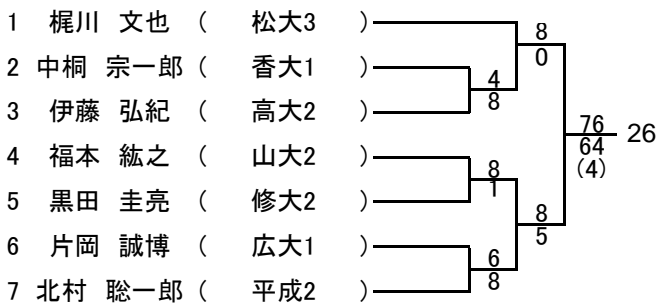 1 梶川 文也 ( 松大3 )
2 中桐 宗一郎 ( 香大1 )
3 伊藤 弘紀 ( 高大2 )
4 福本 紘之 ( 山大2 )
5 黒田 圭亮 ( 修大2 )
6 片岡 誠博 ( 広大1 )
7 北村 聡一郎 ( 平成2 )
8
0
4
8
8
1
6
8
8
5
76
64
(4)
26